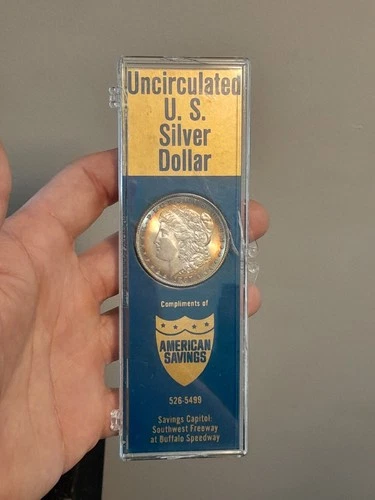 Uncirculated
U. S.
Silver
Dollar
Compliments of
AMERICAN
SAVINGS
526-5499
Savings Capitol:
Southwest Freeway
at Buffalo Speedway